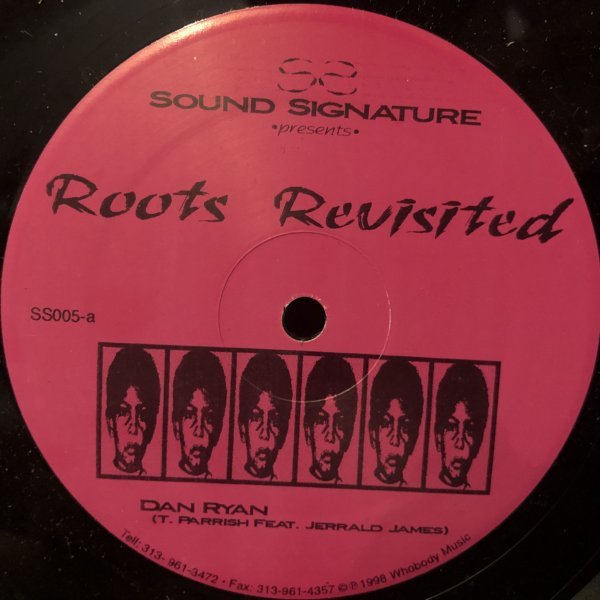 SS
SOUND SIGNATURE
•presents•
Roots Revisited
SS005-a
DAN RYAN
(T. PARRISH FEAT. JERRALD JAMES)
Tell: 313- 961-3472 • Fax: 313-961-4357 © ℗ 1998 Whobody Music